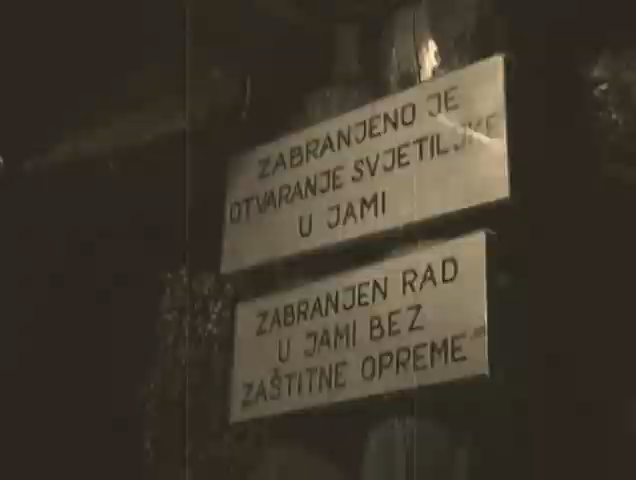 ZABRANJENO JE
OTVARANJE SVJETILJKE
U JAMI
ZABRANJEN RAD
U JAMI BEZ
ZAŠTITNE OPREME